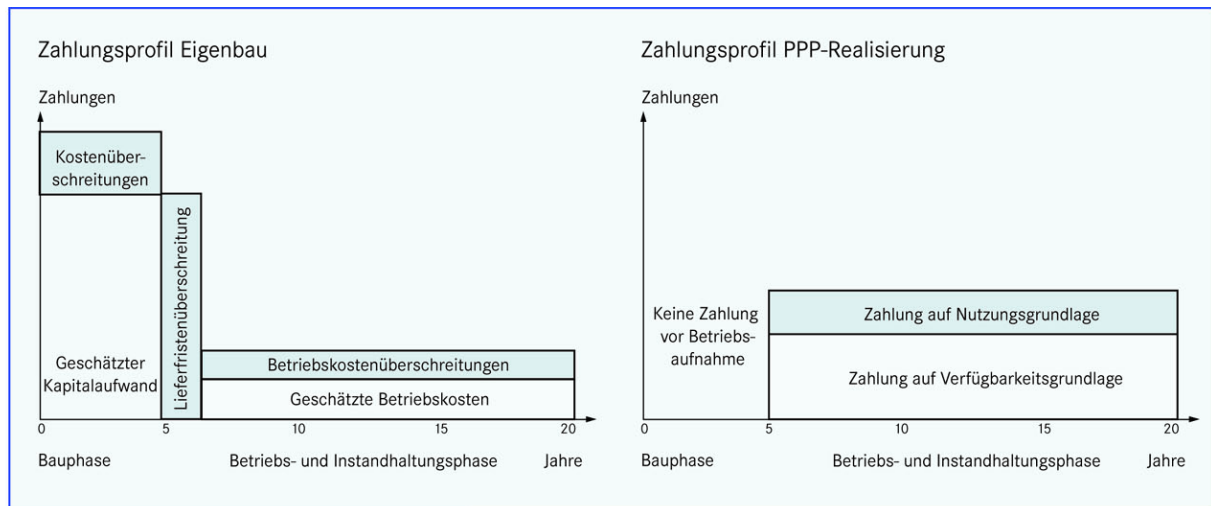 Zahlungsprofil Eigenbau
Zahlungen
Kostenüber-
schreitungen
Geschätzter
Kapitalaufwand
Lieferfristenüberschreitung
Betriebskostenüberschreitungen
Geschätzte Betriebskosten
0 5 10 15 20
Bauphase Betriebs- und Instandhaltungsphase Jahre
Zahlungsprofil PPP-Realisierung
Zahlungen
Keine Zahlung
vor Betriebs-
aufnahme
Zahlung auf Nutzungsgrundlage
Zahlung auf Verfügbarkeitsgrundlage
0 5 10 15 20
Bauphase Betriebs- und Instandhaltungsphase Jahre